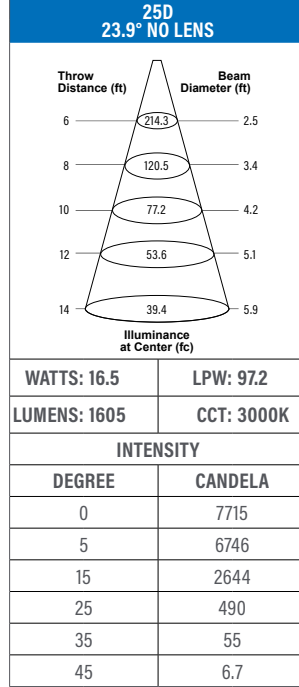 25D
23.9° NO LENS
Throw Beam
Distance (ft) Diameter (ft)
6 214.3 2.5
8 120.5 3.4
10 77.2 4.2
12 53.6 5.1
14 39.4 5.9
Illuminance
at Center (fc)
WATTS: 16.5 LPW: 97.2
LUMENS: 1605 CCT: 3000K
INTENSITY
DEGREE CANDELA
0 7715
5 6746
15 2644
25 490
35 55
45 6.7